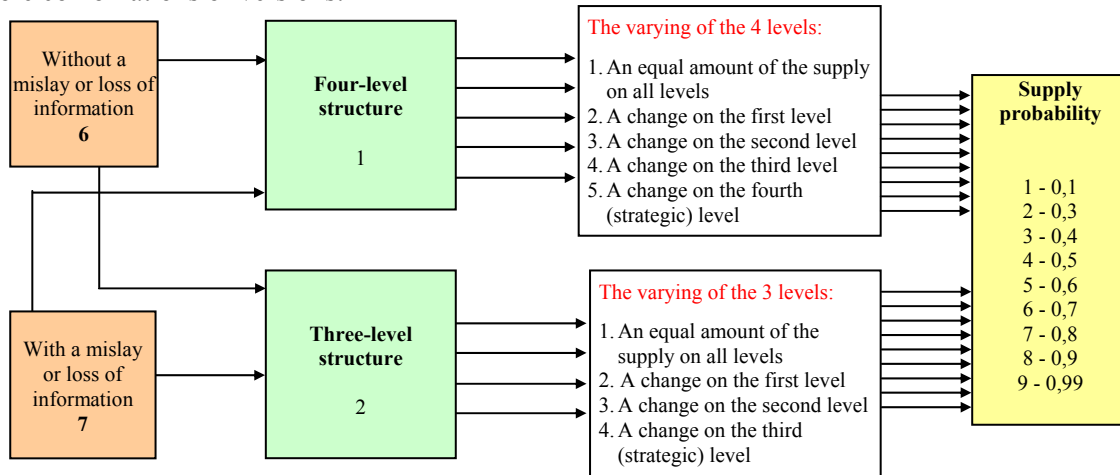 Without a
mislay or loss of
information
6
With a mislay
or loss of
information
7
Four-level
structure
1
Three-level
structure
2
The varying of the 4 levels:
1. An equal amount of the supply
on all levels
2. A change on the first level
3. A change on the second level
4. A change on the third level
5. A change on the fourth
(strategic) level
The varying of the 3 levels:
1. An equal amount of the
supply on all levels
2. A change on the first level
3. A change on the second level
4. A change on the third
(strategic) level
Supply
probability
1 - 0,1
2 - 0,3
3 - 0,4
4 - 0,5
5 - 0,6
6 - 0,7
7 - 0,8
8 - 0,9
9 - 0,99